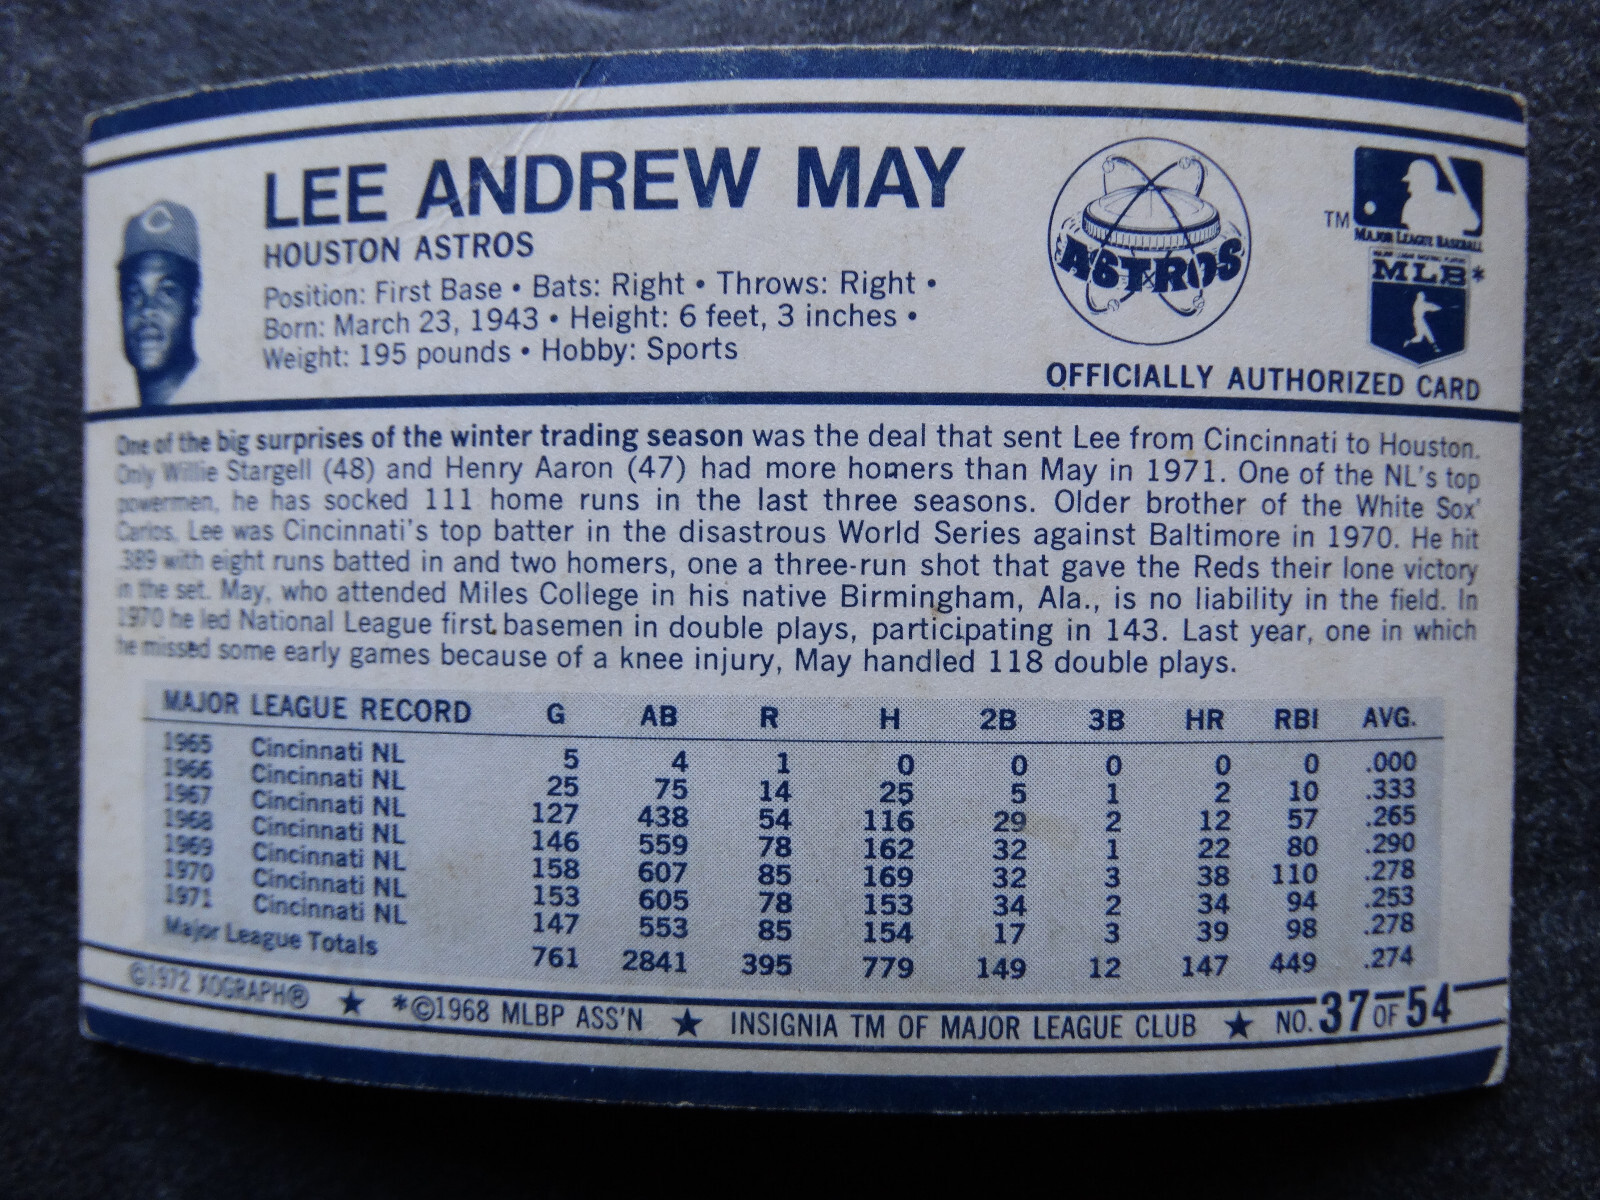 LEE ANDREW MAY
HOUSTON ASTROS
Position: First Base • Bats: Right • Throws: Right •
Born: March 23, 1943 • Height: 6 feet, 3 inches •
Weight: 195 pounds • Hobby: Sports
C
ASTROS
TM
MAJOR LEAGUE BASEBALL
MLB*
OFFICIALLY AUTHORIZED CARD
One of the big surprises of the winter trading season was the deal that sent Lee from Cincinnati to Houston.
Only Willie Stargell (48) and Henry Aaron (47) had more homers than May in 1971. One of the NL's top
powermen, he has socked 111 home runs in the last three seasons. Older brother of the White Sox'
Carlos, Lee was Cincinnati's top batter in the disastrous World Series against Baltimore in 1970. He hit
.389 with eight runs batted in and two homers, one a three-run shot that gave the Reds their lone victory
in the set. May, who attended Miles College in his native Birmingham, Ala., is no liability in the field. In
1970 he led National League first basemen in double plays, participating in 143. Last year, one in which
he missed some early games because of a knee injury, May handled 118 double plays.
MAJOR LEAGUE RECORD G AB R H 2B 3B HR RBI AVG.
1965 Cincinnati NL 5 4 1 0 0 0 0 0 .000
1966 Cincinnati NL 25 75 14 25 5 1 2 10 .333
1967 Cincinnati NL 127 438 54 116 29 2 12 57 .265
1968 Cincinnati NL 146 559 78 162 32 1 22 80 .290
1969 Cincinnati NL 158 607 85 169 32 3 38 110 .278
1970 Cincinnati NL 153 605 78 153 34 2 34 94 .253
1971 Cincinnati NL 147 553 85 154 17 3 39 98 .278
Major League Totals 761 2841 395 779 149 12 147 449 .274
©1972 XOGRAPH® ★ *©1968 MLBP ASS'N ★ INSIGNIA TM OF MAJOR LEAGUE CLUB ★ NO. 37 OF 54